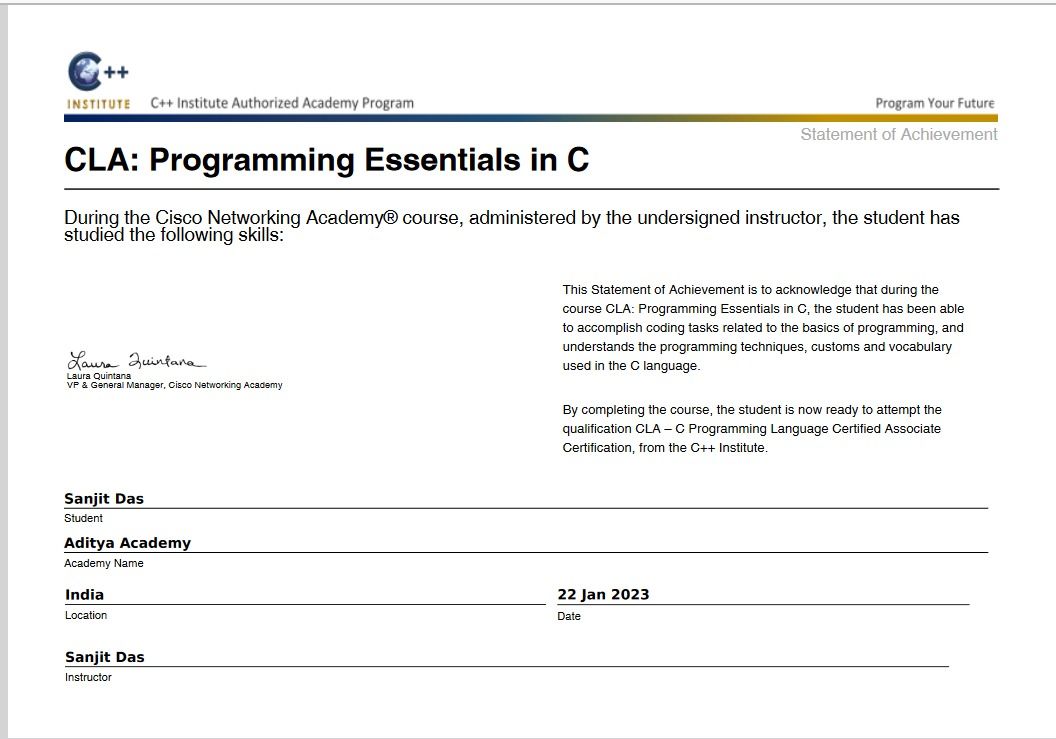 C++
INSTITUTE C++ Institute Authorized Academy Program Program Your Future
Statement of Achievement
CLA: Programming Essentials in C
During the Cisco Networking Academy® course, administered by the undersigned instructor, the student has
studied the following skills:
This Statement of Achievement is to acknowledge that during the
course CLA: Programming Essentials in C, the student has been able
to accomplish coding tasks related to the basics of programming, and
understands the programming techniques, customs and vocabulary
used in the C language.
Laura Quintana
Laura Quintana
VP & General Manager, Cisco Networking Academy
By completing the course, the student is now ready to attempt the
qualification CLA – C Programming Language Certified Associate
Certification, from the C++ Institute.
Sanjit Das
Student
Aditya Academy
Academy Name
India 22 Jan 2023
Location Date
Sanjit Das
Instructor